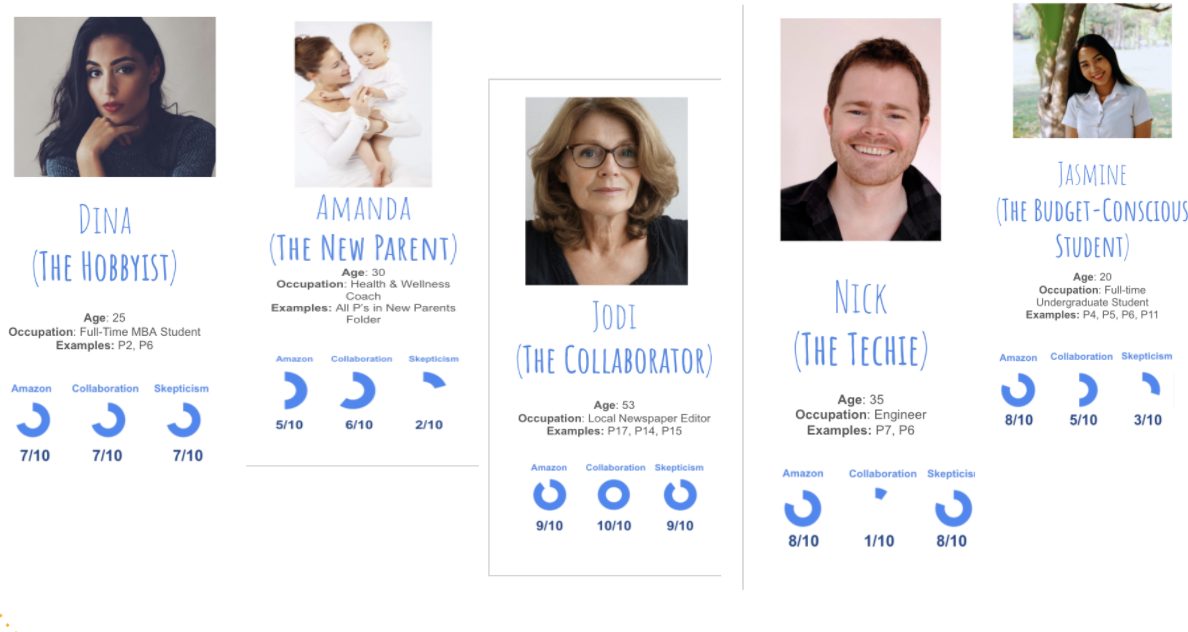 Dina
(The Hobbyist)
Age: 25
Occupation: Full-Time MBA Student
Examples: P2, P6
Amazon Collaboration Skepticism
7/10 7/10 7/10
Amanda
(The New Parent)
Age: 30
Occupation: Health & Wellness
Coach
Examples: All P's in New Parents
Folder
Amazon Collaboration Skepticism
5/10 6/10 2/10
Jodi
(The Collaborator)
Age: 53
Occupation: Local Newspaper Editor
Examples: P17, P14, P15
Amazon Collaboration Skepticism
9/10 10/10 9/10
Nick
(The Techie)
Age: 35
Occupation: Engineer
Examples: P7, P6
Amazon Collaboration Skepticis
8/10 1/10 8/10
Jasmine
(The Budget-Conscious
Student)
Age: 20
Occupation: Full-time
Undergraduate Student
Examples: P4, P5, P6, P11
Amazon Collaboration Skepticism
8/10 5/10 3/10